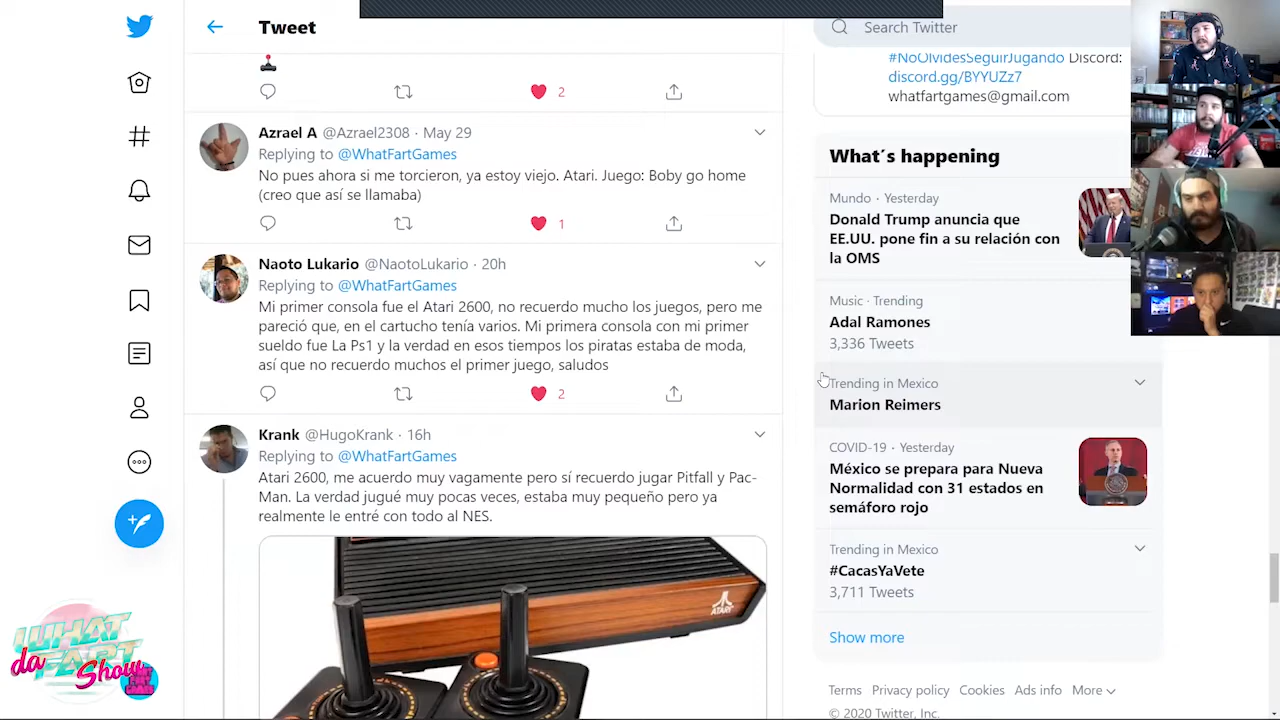 Tweet
2
Azrael A @Azrael2308 · May 29
Replying to @WhatFartGames
No pues ahora si me torcieron, ya estoy viejo. Atari. Juego: Boby go home
(creo que así se llamaba)
1
Naoto Lukario @NaotoLukario · 20h
Replying to @WhatFartGames
Mi primer consola fue el Atari 2600, no recuerdo mucho los juegos, pero me
pareció que, en el cartucho tenía varios. Mi primera consola con mi primer
sueldo fue La Ps1 y la verdad en esos tiempos los piratas estaba de moda,
así que no recuerdo muchos el primer juego, saludos
2
Krank @HugoKrank · 16h
Replying to @WhatFartGames
Atari 2600, me acuerdo muy vagamente pero sí recuerdo jugar Pitfall y Pac-
Man. La verdad jugué muy pocas veces, estaba muy pequeño pero ya
realmente le entré con todo al NES.
ATARI
Search Twitter
#NoOlvidesSeguirJugando Discord:
discord.gg/BYYUZz7
whatfartgames@gmail.com
What's happening
Mundo · Yesterday
Donald Trump anuncia que
EE.UU. pone fin a su relación con
la OMS
Music · Trending
Adal Ramones
3,336 Tweets
Trending in Mexico
Marion Reimers
COVID-19 · Yesterday
México se prepara para Nueva
Normalidad con 31 estados en
semáforo rojo
Trending in Mexico
#CacasYaVete
3,711 Tweets
Show more
Terms Privacy policy Cookies Ads info More
© 2020 Twitter, Inc.
WHAT
da FART
Show